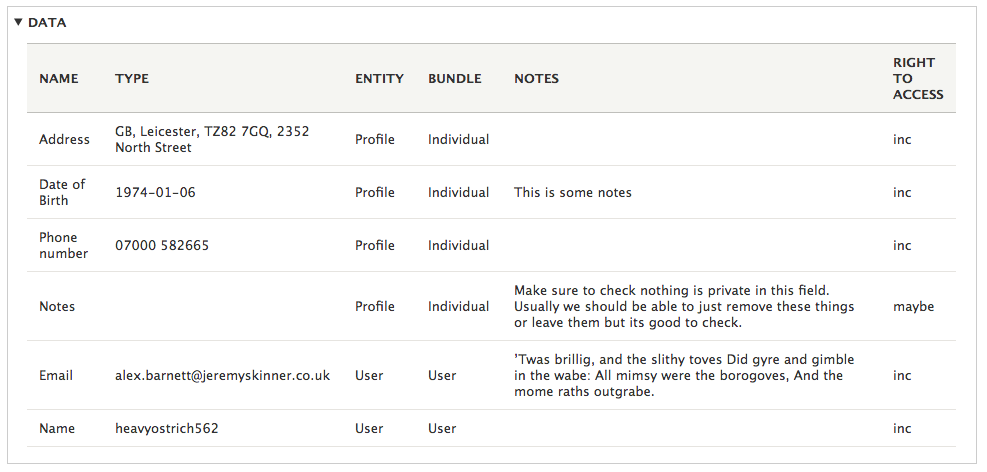 ▼ DATA
NAME TYPE ENTITY BUNDLE NOTES RIGHT TO ACCESS
Address GB, Leicester, TZ82 7GQ, 2352 North Street Profile Individual inc
Date of Birth 1974-01-06 Profile Individual This is some notes inc
Phone number 07000 582665 Profile Individual inc
Notes Profile Individual Make sure to check nothing is private in this field. Usually we should be able to just remove these things or leave them but its good to check. maybe
Email alex.barnett@jeremyskinner.co.uk User User ’Twas brillig, and the slithy toves Did gyre and gimble in the wabe: All mimsy were the borogoves, And the mome raths outgrabe. inc
Name heavyostrich562 User User inc